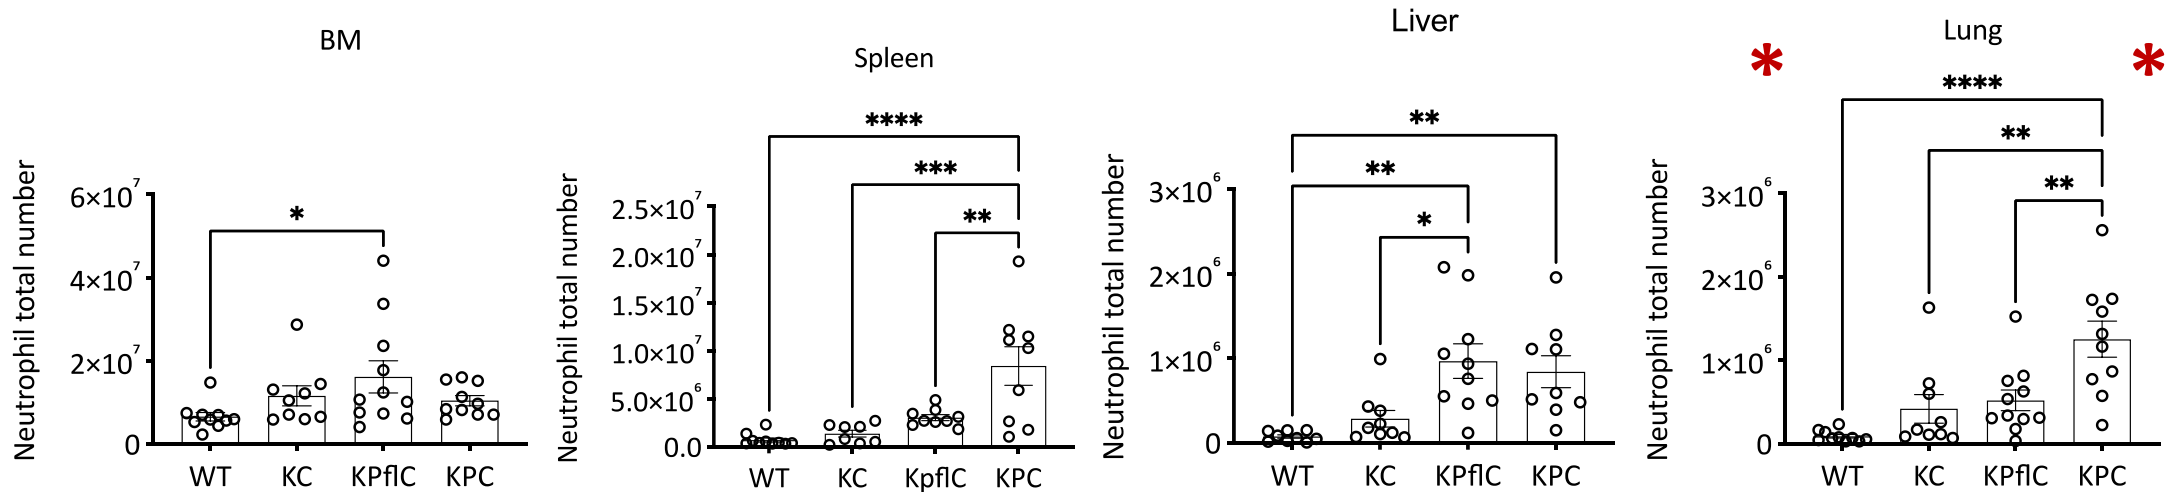 BM
Neutrophil total number
6×10⁷
4×10⁷
2×10⁷
0
*
WT KC KPflC KPC
Spleen
Neutrophil total number
2.5×10⁷
2.0×10⁷
1.5×10⁷
1.0×10⁷
5.0×10⁶
0.0
****
***
**
WT KC KpflC KPC
Liver
Neutrophil total number
3×10⁶
2×10⁶
1×10⁶
0
**
**
*
WT KC KPflC KPC
* Lung *
Neutrophil total number
3×10⁶
2×10⁶
1×10⁶
0
****
**
**
WT KC KPflC KPC